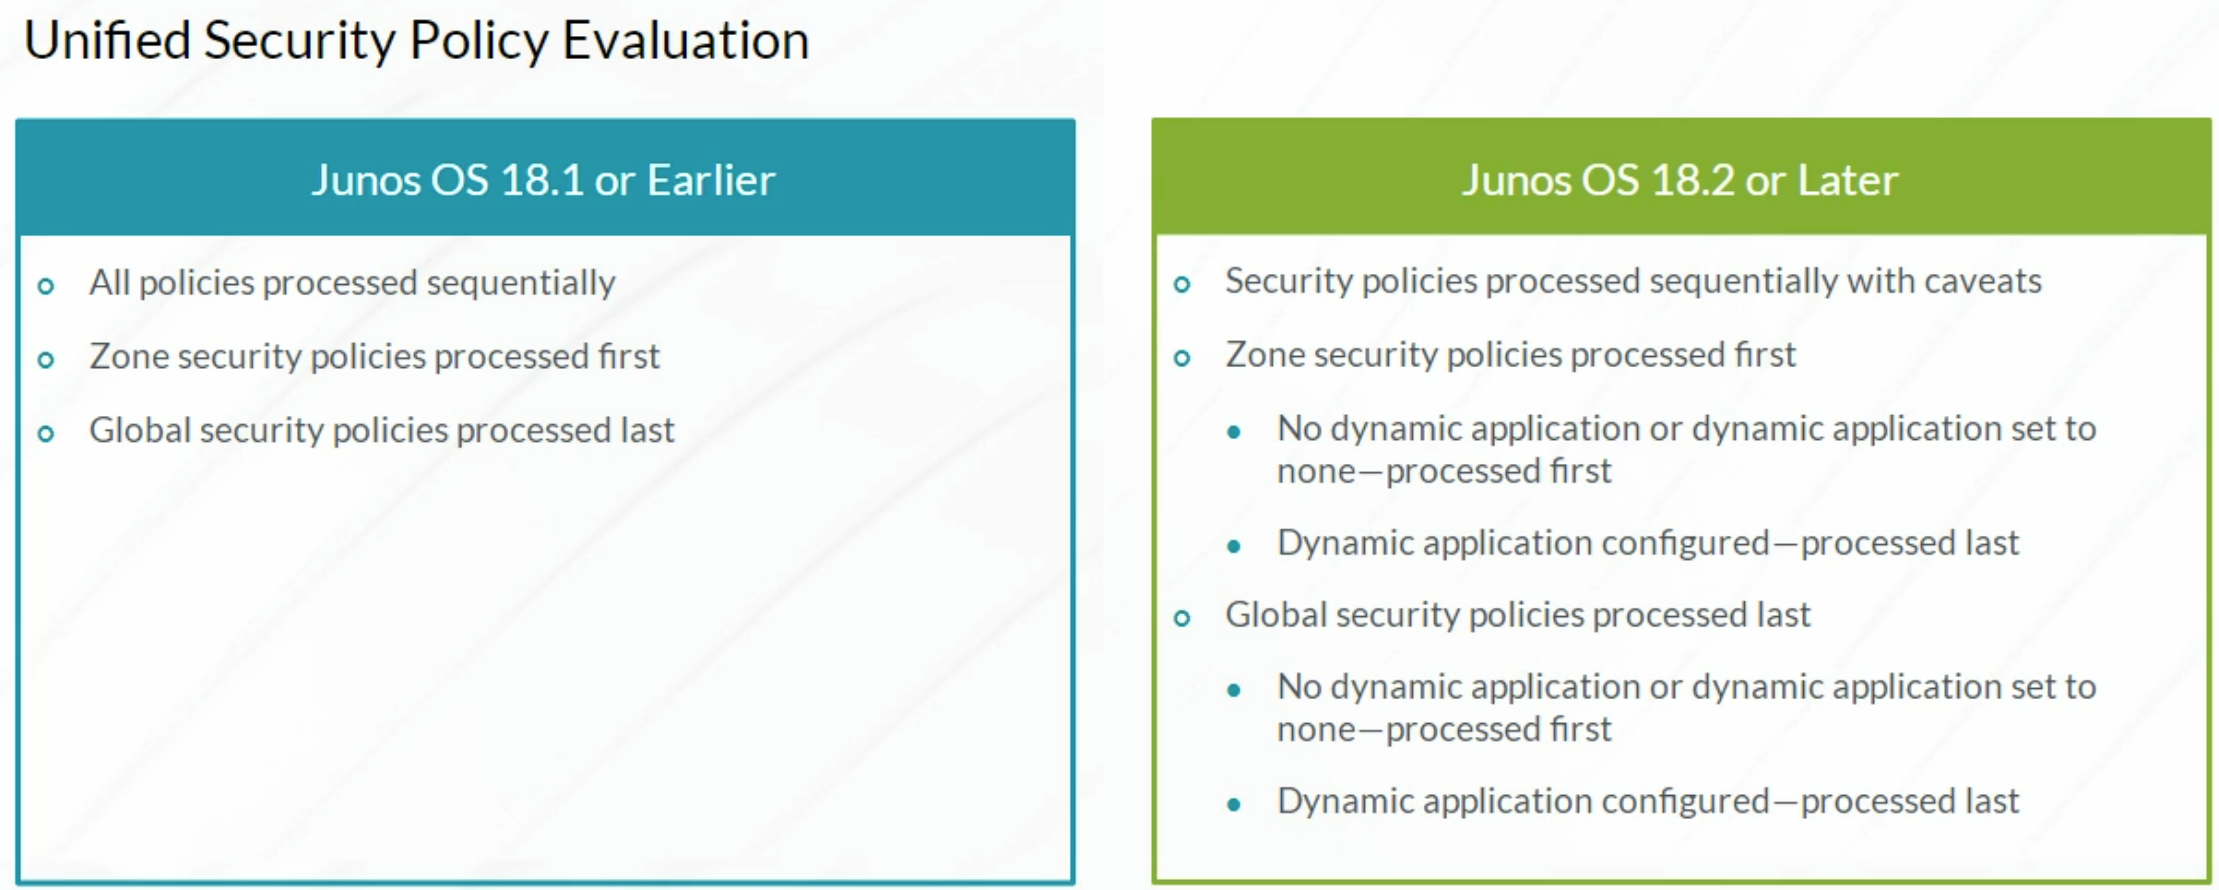 Unified Security Policy Evaluation
Junos OS 18.1 or Earlier
All policies processed sequentially
Zone security policies processed first
Global security policies processed last
Junos OS 18.2 or Later
Security policies processed sequentially with caveats
Zone security policies processed first
No dynamic application or dynamic application set to
none—processed first
Dynamic application configured—processed last
Global security policies processed last
No dynamic application or dynamic application set to
none—processed first
Dynamic application configured—processed last